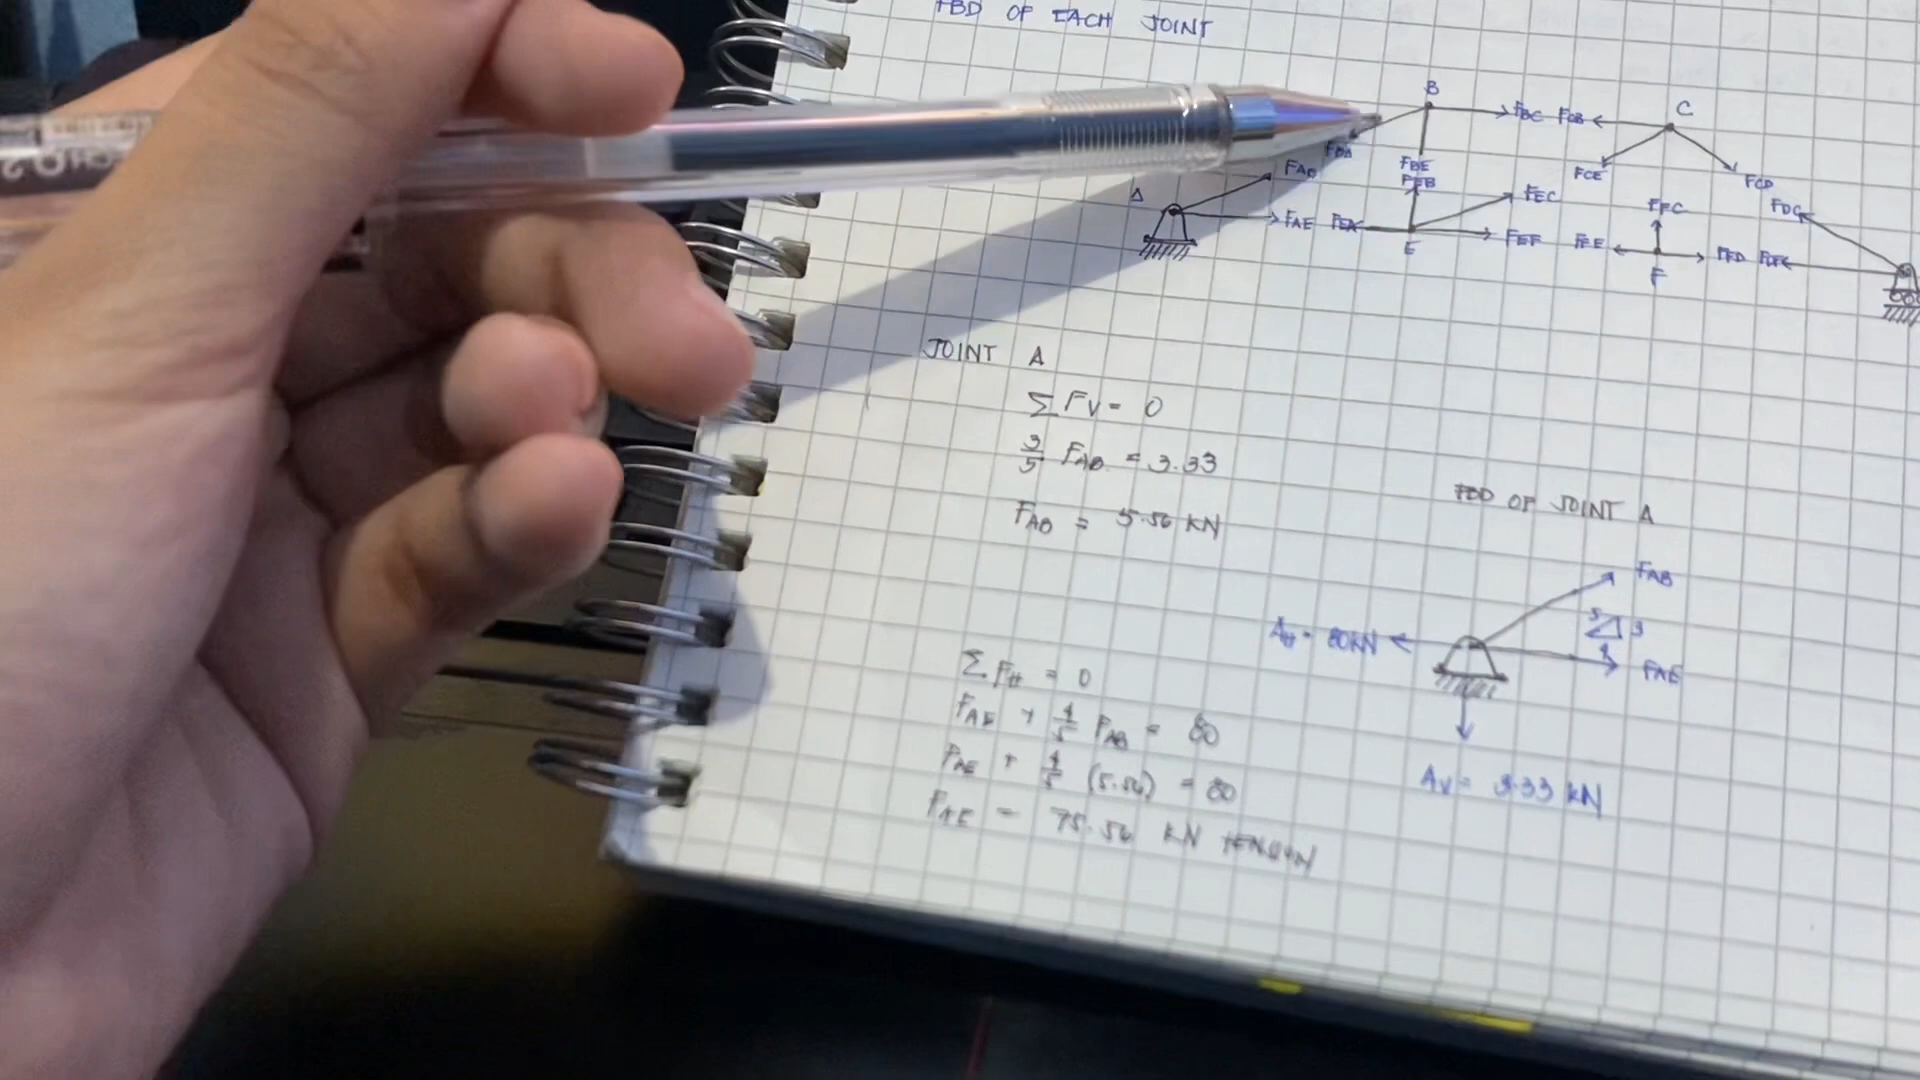 FBD OF EACH JOINT
B
FBC FCB
C
FBA
FAB
FBE
FEB
FCE
FCD
FEC
FFC
FDC
A
FAE FEA
FEF
FFE
FFD FDF
E
F
JOINT A
ΣFV = 0
3/5 FAB = 3.33
FAB = 5.56 KN
FBD OF JOINT A
FAB
5 3
4
AH = 80KN
FAE
ΣFH = 0
FAE + 4/5 FAB = 80
FAE + 4/5 (5.56) = 80
FAE = 75.56 KN TENSION
AV = 3.33 KN